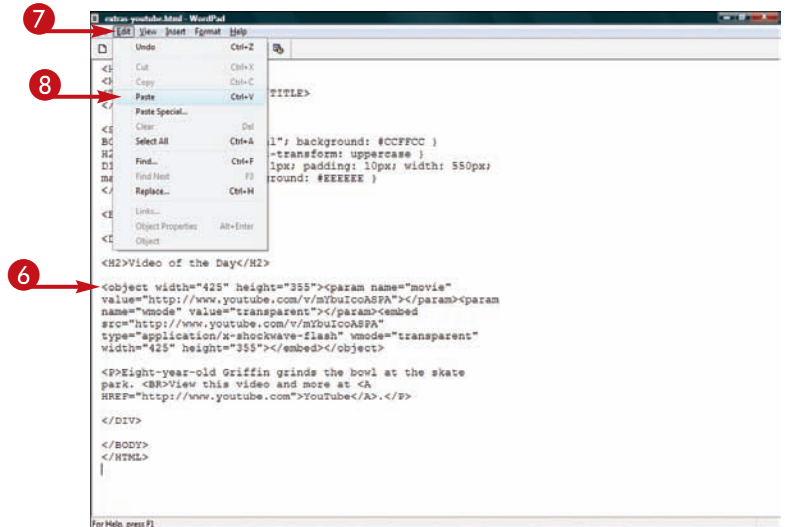 extras-youtube.html - WordPad
7
Edit View Insert Format Help
Undo Ctrl+Z
Cut Ctrl+X
8
Copy Ctrl+C
Paste Ctrl+V
TITLE>
Paste Special...
Clear Del
Select All Ctrl+A
l"; background: #CCFFCC }
-transform: uppercase }
Find... Ctrl+F
1px; padding: 10px; width: 550px;
Find Next F3
round: #EEEEEE }
Replace... Ctrl+H
Links...
Object Properties Alt+Enter
Object
<H2>Video of the Day</H2>
6
<object width="425" height="355"><param name="movie"
value="http://www.youtube.com/v/mYbuIcoASPA"></param><param
name="wmode" value="transparent"></param><embed
src="http://www.youtube.com/v/mYbuIcoASPA"
type="application/x-shockwave-flash" wmode="transparent"
width="425" height="355"></embed></object>
<P>Eight-year-old Griffin grinds the bowl at the skate
park. <BR>View this video and more at <A
HREF="http://www.youtube.com">YouTube</A>.</P>
</DIV>
</BODY>
</HTML>
For Help, press F1